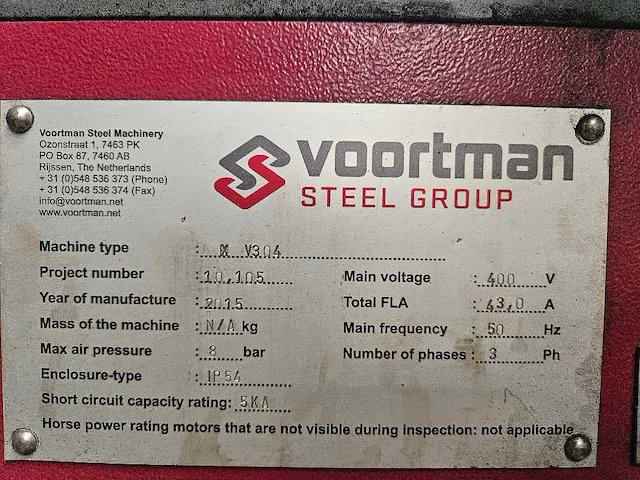 Voortman Steel Machinery
Ozonstraat 1, 7463 PK
PO Box 87, 7460 AB
Rijssen, The Netherlands
+ 31 (0)548 536 373 (Phone)
+ 31 (0)548 536 374 (Fax)
info@voortman.net
www.voortman.net
voortman
STEEL GROUP
Machine type : V304
Project number : 10.105
Year of manufacture : 2015
Mass of the machine : N/A kg
Max air pressure : 8 bar
Enclosure-type : IP54
Short circuit capacity rating: 5KA
Main voltage : 400 V
Total FLA : 43,0 A
Main frequency : 50 Hz
Number of phases : 3 Ph
Horse power rating motors that are not visible during inspection: not applicable